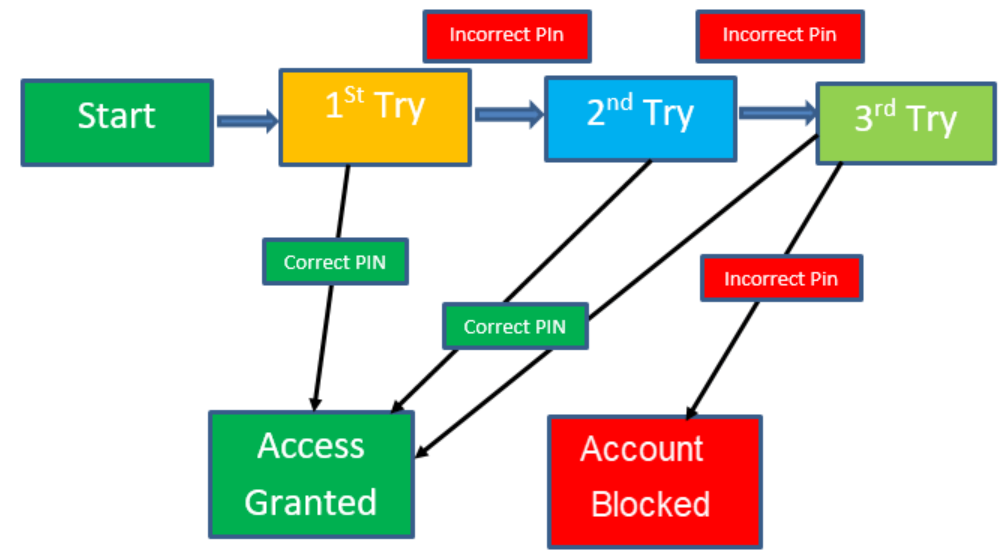 Incorrect PIn
Incorrect Pin
Start
1St Try
2nd Try
3rd Try
Correct PIN
Incorrect Pin
Correct PIN
Access
Granted
Account
Blocked